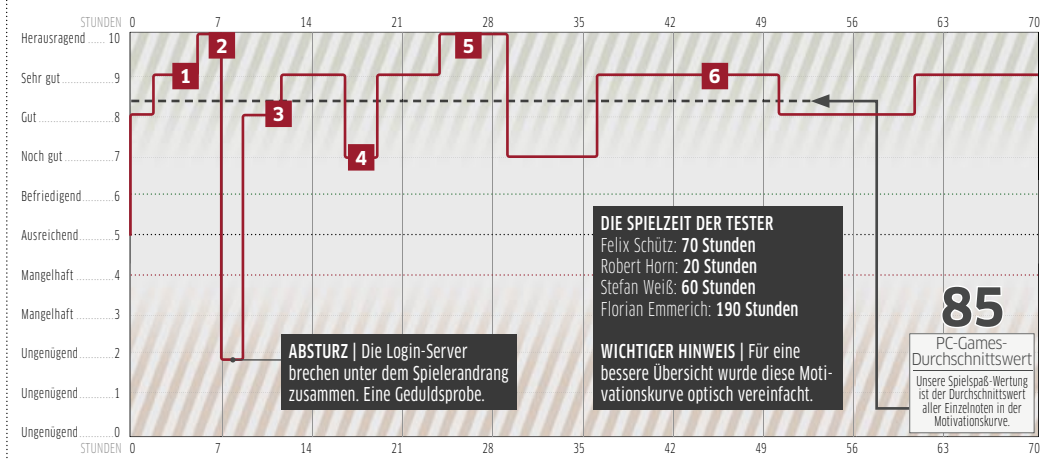 STUNDEN 0 7 14 21 28 35 42 49 56 63 70
Herausragend ...... 10
Sehr gut ............ 9
Gut ............ 8
Noch gut ............ 7
Befriedigend .......... 6
Ausreichend .......... 5
Mangelhaft .......... 4
Mangelhaft .......... 3
Ungenügend .......... 2
Ungenügend .......... 1
Ungenügend .......... 0
STUNDEN 0 7 14 21 28 35 42 49 56 63 70
1
2
3
4
5
6
ABSTURZ | Die Login-Server
brechen unter dem Spielerandrang
zusammen. Eine Geduldsprobe.
DIE SPIELZEIT DER TESTER
Felix Schütz: 70 Stunden
Robert Horn: 20 Stunden
Stefan Weiß: 60 Stunden
Florian Emmerich: 190 Stunden
WICHTIGER HINWEIS | Für eine
bessere Übersicht wurde diese Moti-
vationskurve optisch vereinfacht.
85
PC-Games-
Durchschnittswert
Unsere Spielspaß-Wertung
ist der Durchschnittswert
aller Einzelnoten in der
Motivationskurve.